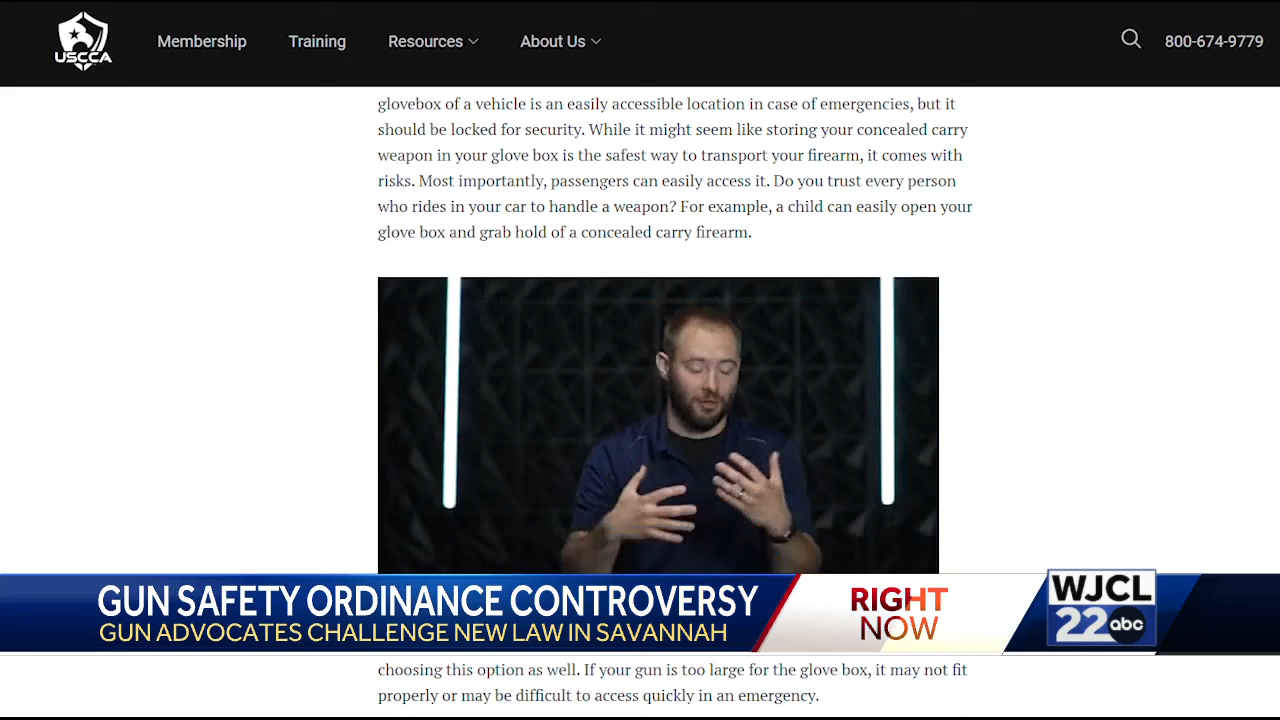 USCCA
Membership
Training
Resources
About Us
800-674-9779
glovebox of a vehicle is an easily accessible location in case of emergencies, but it
should be locked for security. While it might seem like storing your concealed carry
weapon in your glove box is the safest way to transport your firearm, it comes with
risks. Most importantly, passengers can easily access it. Do you trust every person
who rides in your car to handle a weapon? For example, a child can easily open your
glove box and grab hold of a concealed carry firearm.
GUN SAFETY ORDINANCE CONTROVERSY
GUN ADVOCATES CHALLENGE NEW LAW IN SAVANNAH
RIGHT
NOW
WJCL
22 abc
choosing this option as well. If your gun is too large for the glove box, it may not fit
properly or may be difficult to access quickly in an emergency.